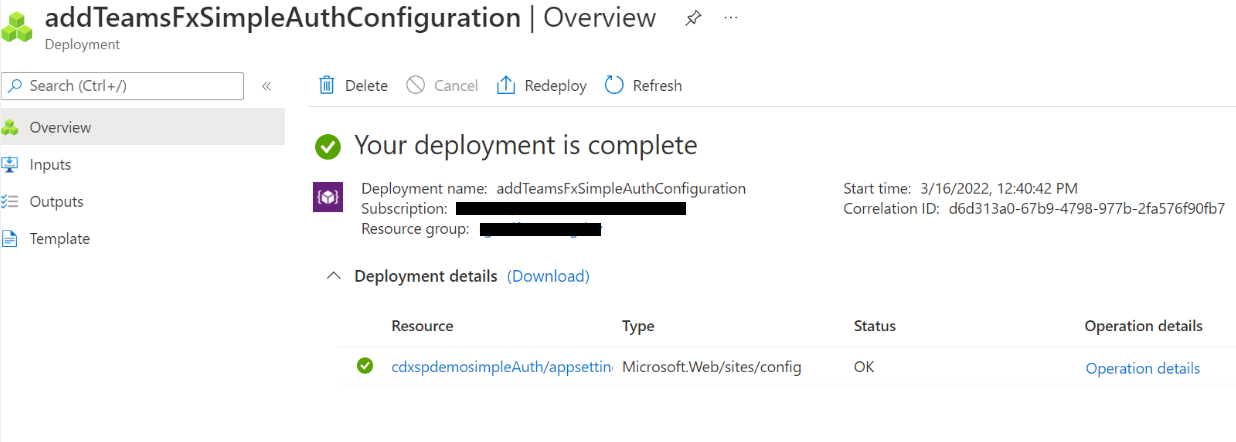 addTeamsFxSimpleAuthConfiguration | Overview
Deployment
Search (Ctrl+/)
«
Delete Cancel Redeploy Refresh
Overview
Inputs
Outputs
Template
Your deployment is complete
Deployment name: addTeamsFxSimpleAuthConfiguration
Subscription:
Resource group:
Start time: 3/16/2022, 12:40:42 PM
Correlation ID: d6d313a0-67b9-4798-977b-2fa576f90fb7
Deployment details (Download)
Resource Type Status Operation details
cdxspdemosimpleAuth/appsettin Microsoft.Web/sites/config OK Operation details